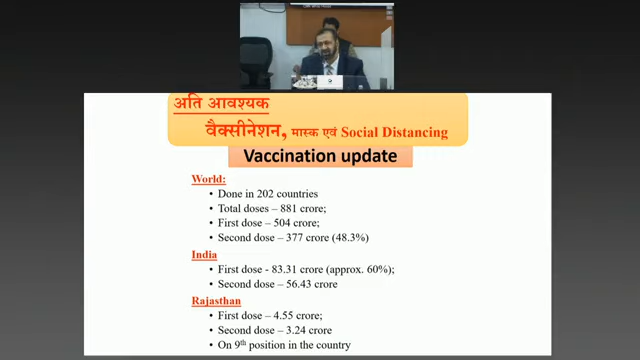 अति आवश्यक
वैक्सीनेशन, मास्क एवं Social Distancing
Vaccination update
World:
• Done in 202 countries
• Total doses – 881 crore;
• First dose – 504 crore;
• Second dose – 377 crore (48.3%)
India
• First dose - 83.31 crore (approx. 60%);
• Second dose – 56.43 crore
Rajasthan
• First dose – 4.55 crore;
• Second dose – 3.24 crore
• On 9th position in the country